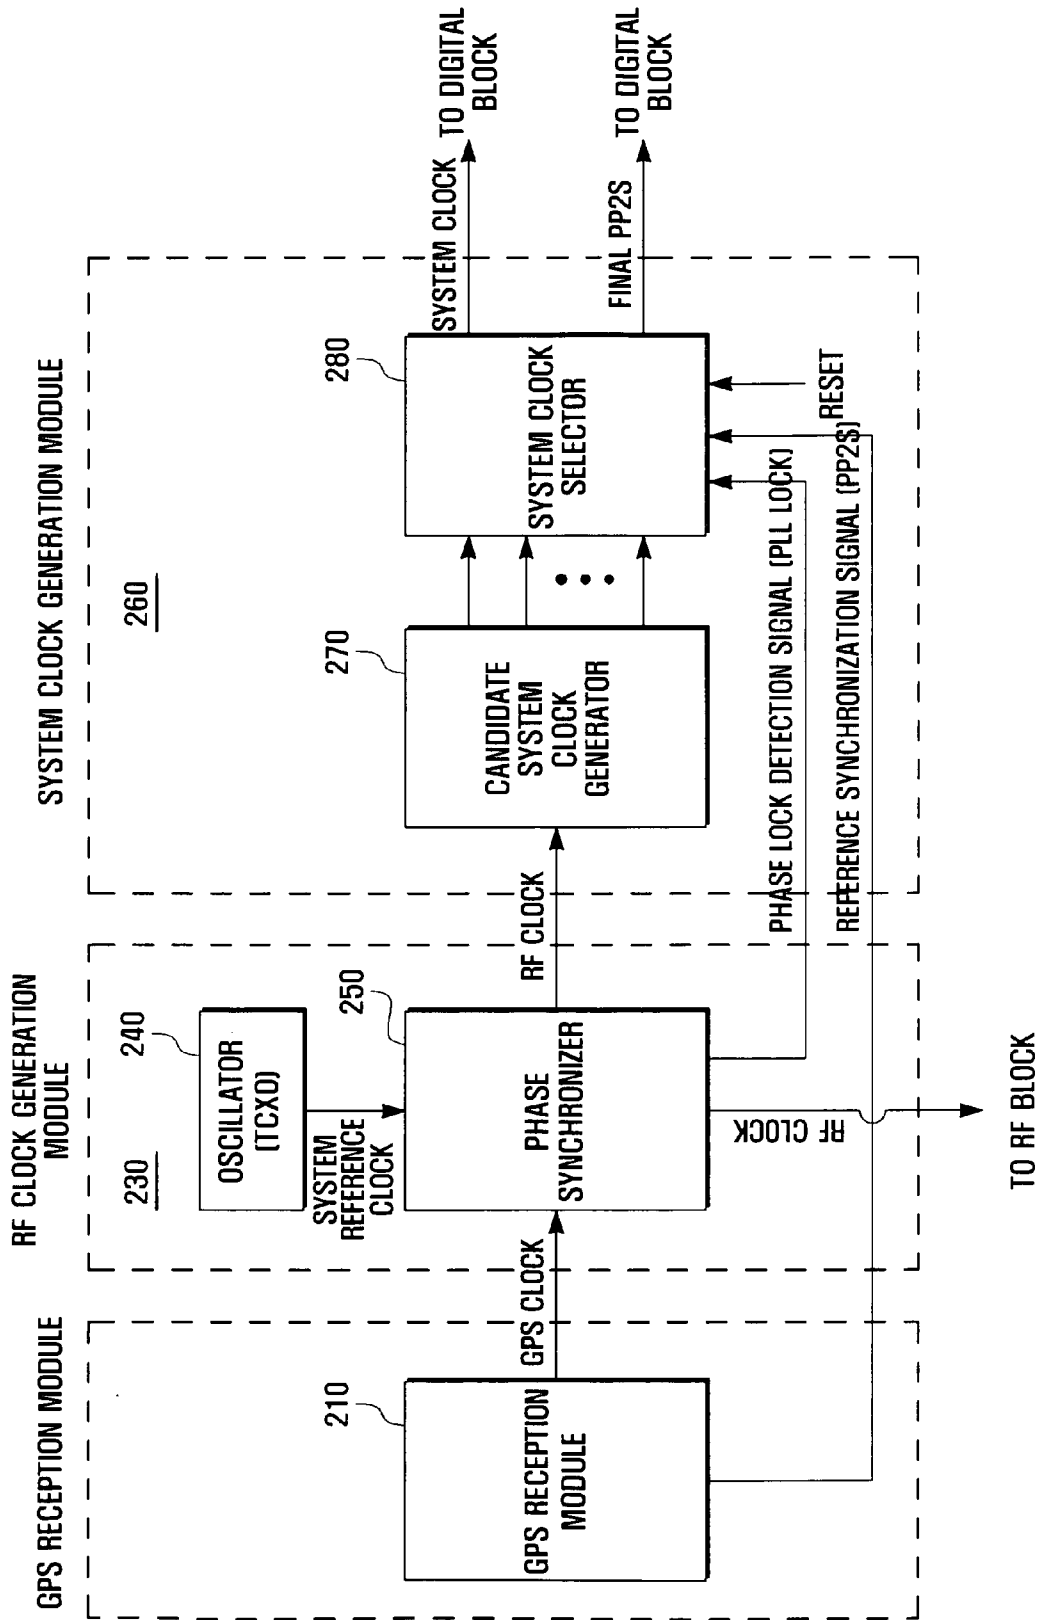 GPS RECEPTION MODULE
210
GPS RECEPTION
MODULE
GPS CLOCK
RF CLOCK GENERATION
MODULE
230
240
OSCILLATOR
(TCXO)
SYSTEM
REFERENCE
CLOCK
250
PHASE
SYNCHRONIZER
RF CLOCK
RF CLOCK
TO RF BLOCK
SYSTEM CLOCK GENERATION MODULE
260
270
CANDIDATE
SYSTEM
CLOCK
GENERATOR
280
SYSTEM CLOCK
SELECTOR
RESET
PHASE LOCK DETECTION SIGNAL (PLL LOCK)
REFERENCE SYNCHRONIZATION SIGNAL (PP2S)
SYSTEM CLOCK
TO DIGITAL
BLOCK
FINAL PP2S
TO DIGITAL
BLOCK